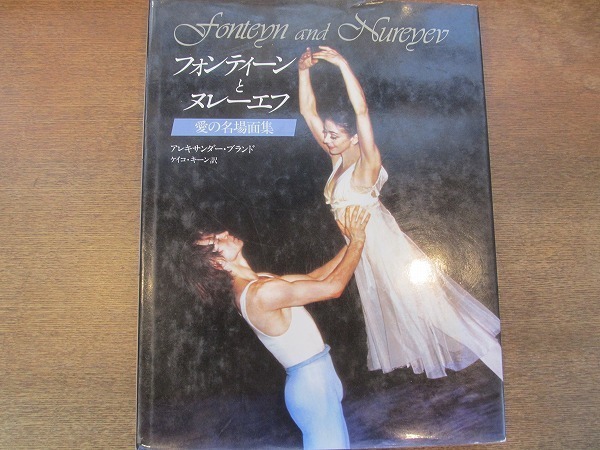 Fonteyn and Nureyev
フォンティーン
と
ヌレーエフ
愛の名場面集
アレキサンダー・ブランド
ケイコ・キーン 訳